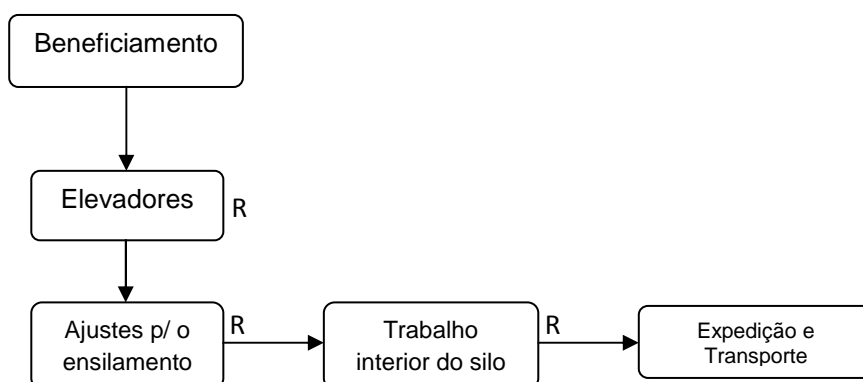 Beneficiamento
Elevadores
R
Ajustes p/ o
ensilamento
R
Trabalho
interior do silo
R
Expedição e
Transporte